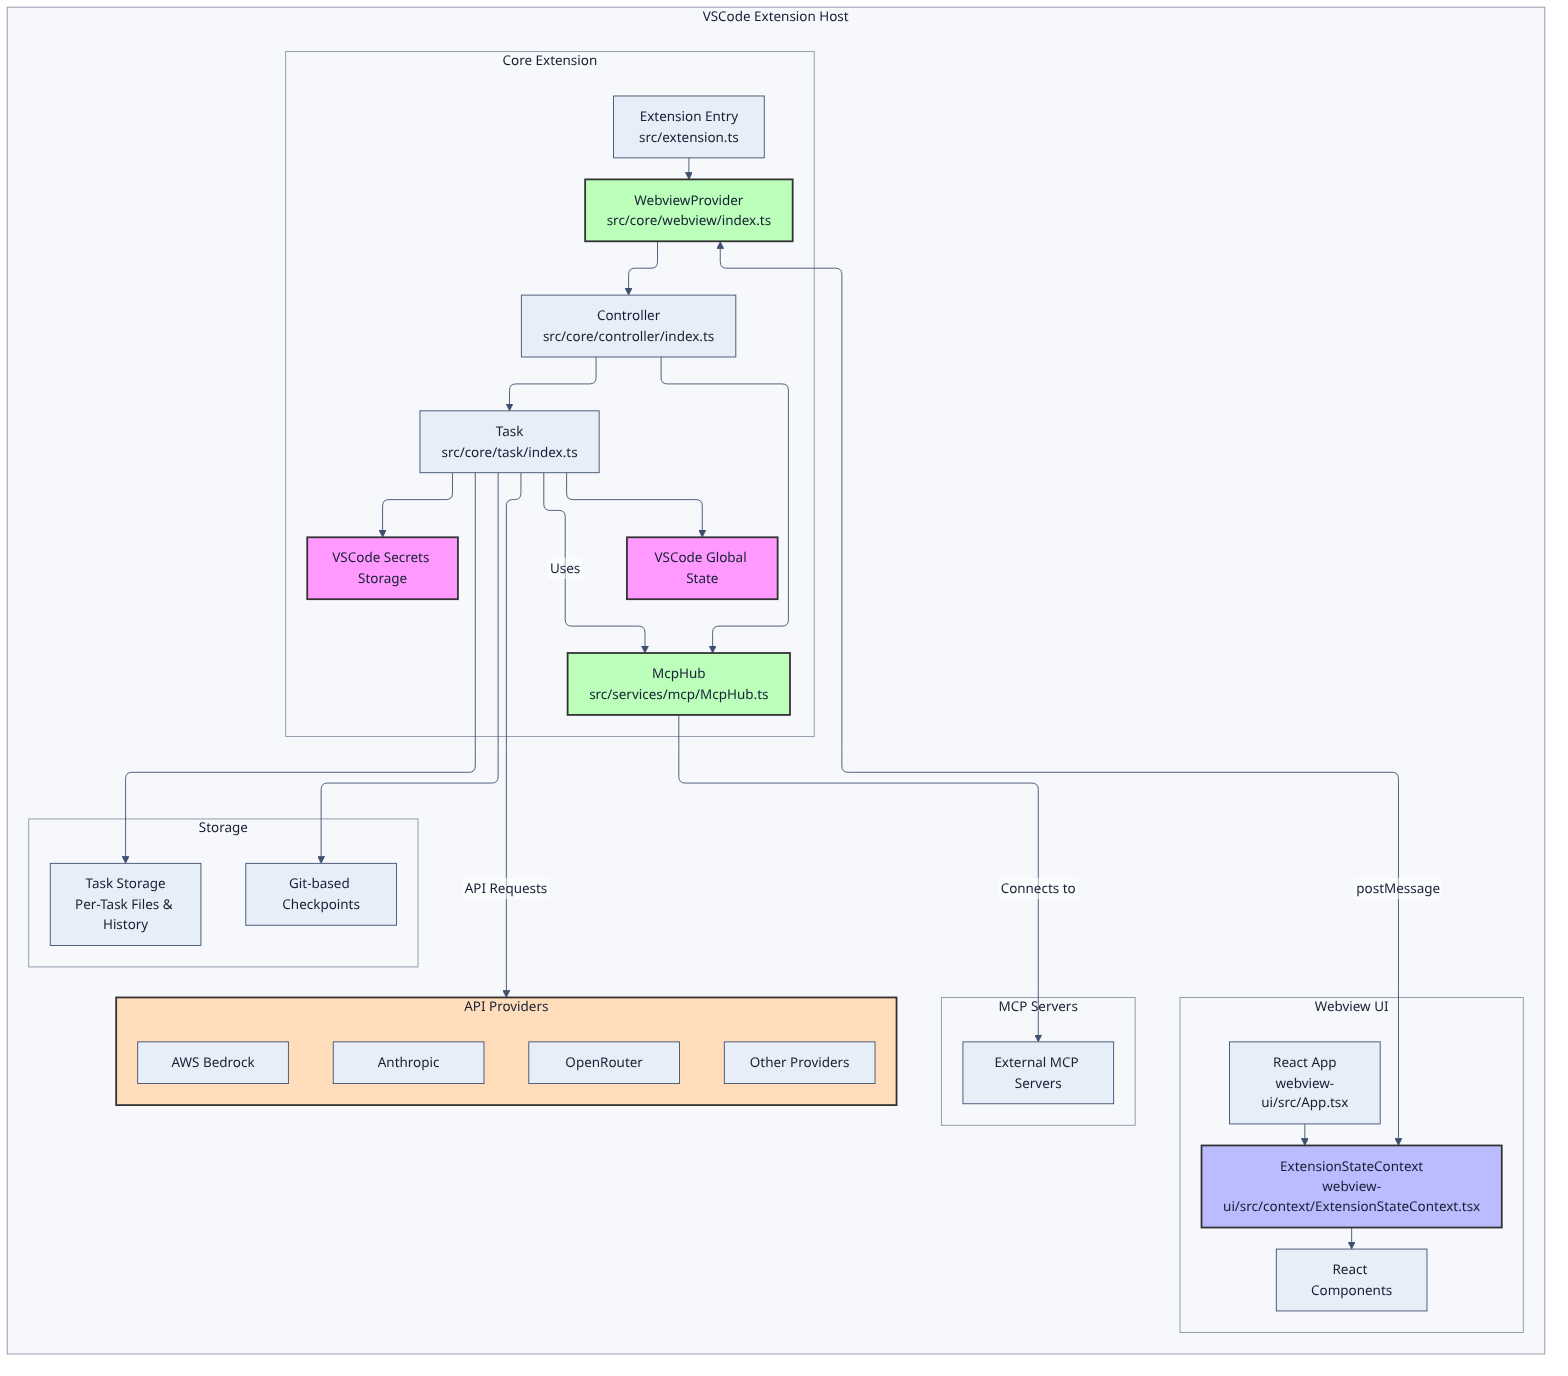 VSCode Extension Host
Core Extension
Extension Entry
src/extension.ts
WebviewProvider
src/core/webview/index.ts
Controller
src/core/controller/index.ts
Task
src/core/task/index.ts
VSCode Secrets
Storage
Uses
VSCode Global
State
McpHub
src/services/mcp/McpHub.ts
Storage
Task Storage
Per-Task Files &
History
Git-based
Checkpoints
API Requests
Connects to
postMessage
API Providers
AWS Bedrock
Anthropic
OpenRouter
Other Providers
MCP Servers
External MCP
Servers
Webview UI
React App
webview-
ui/src/App.tsx
ExtensionStateContext
webview-
ui/src/context/ExtensionStateContext.tsx
React
Components